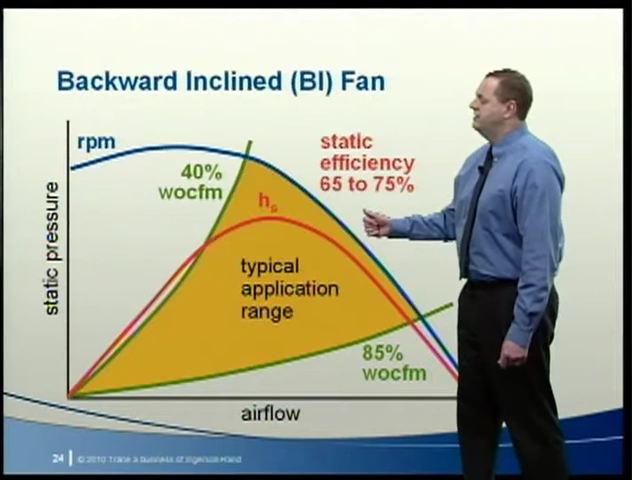 Backward Inclined (BI) Fan
rpm
static
efficiency
65 to 75%
40%
wocfm
hs
static pressure
typical
application
range
85%
wocfm
airflow
24 | © 2010 Trane a business of Ingersoll-Rand